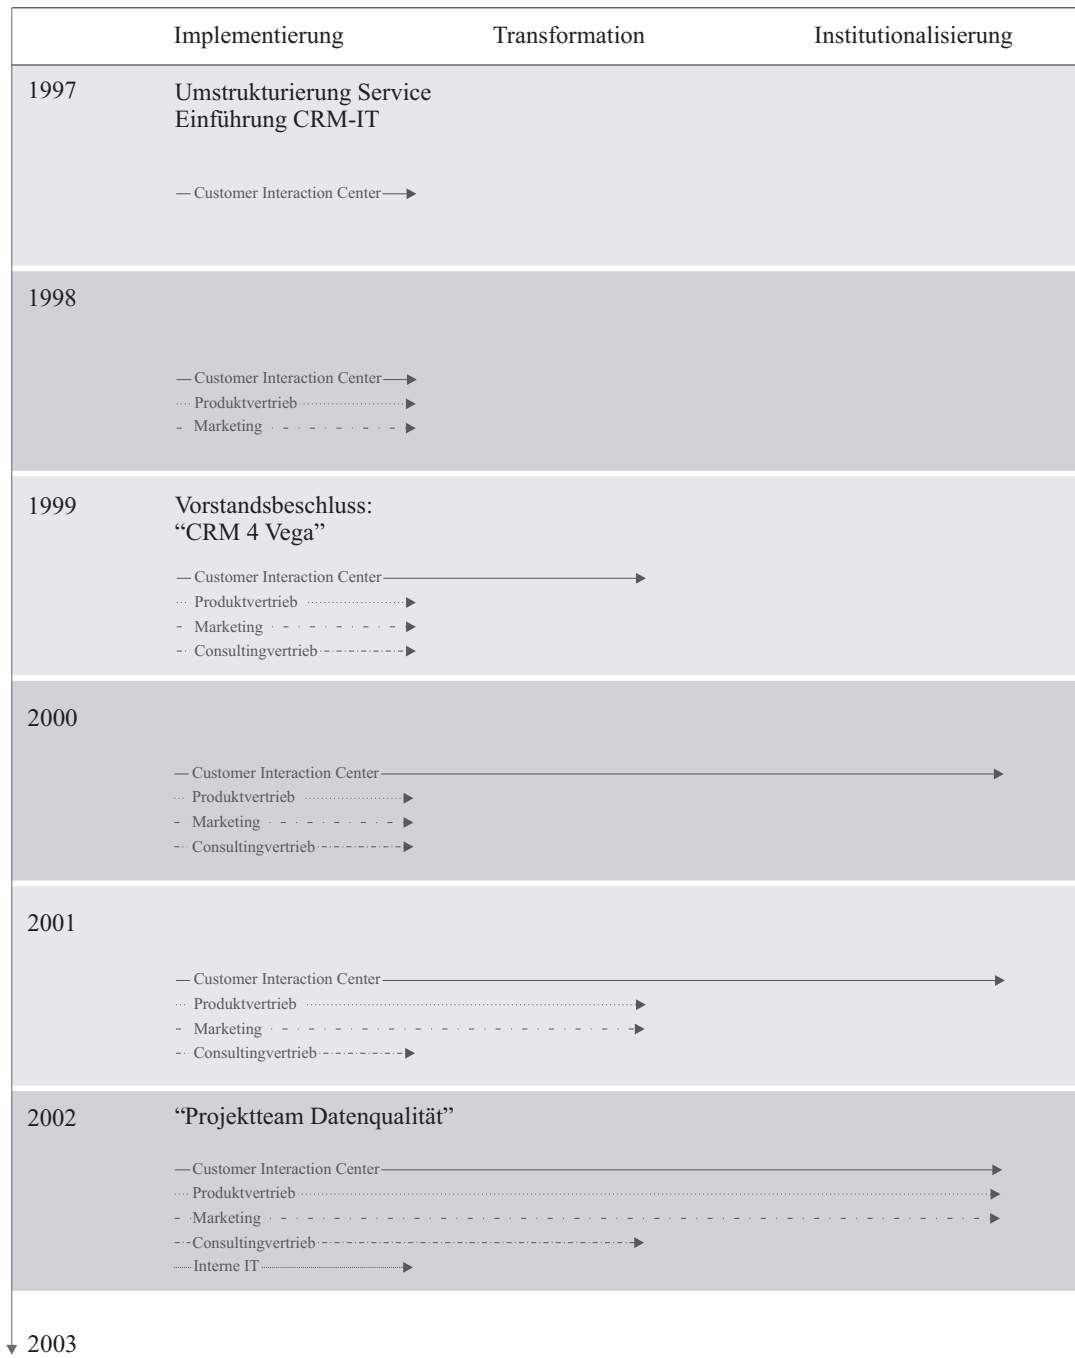 Implementierung Transformation Institutionalisierung
1997 Umstrukturierung Service
Einführung CRM-IT
Customer Interaction Center
1998
Customer Interaction Center
Produktvertrieb
Marketing
1999 Vorstandsbeschluss:
“CRM 4 Vega”
Customer Interaction Center
Produktvertrieb
Marketing
Consultingvertrieb
2000
Customer Interaction Center
Produktvertrieb
Marketing
Consultingvertrieb
2001
Customer Interaction Center
Produktvertrieb
Marketing
Consultingvertrieb
2002 “Projektteam Datenqualität”
Customer Interaction Center
Produktvertrieb
Marketing
Consultingvertrieb
Interne IT
2003